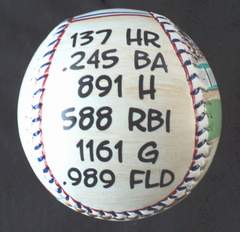 137 HR
.245 BA
891 H
588 RBI
1161 G
.989 FLD